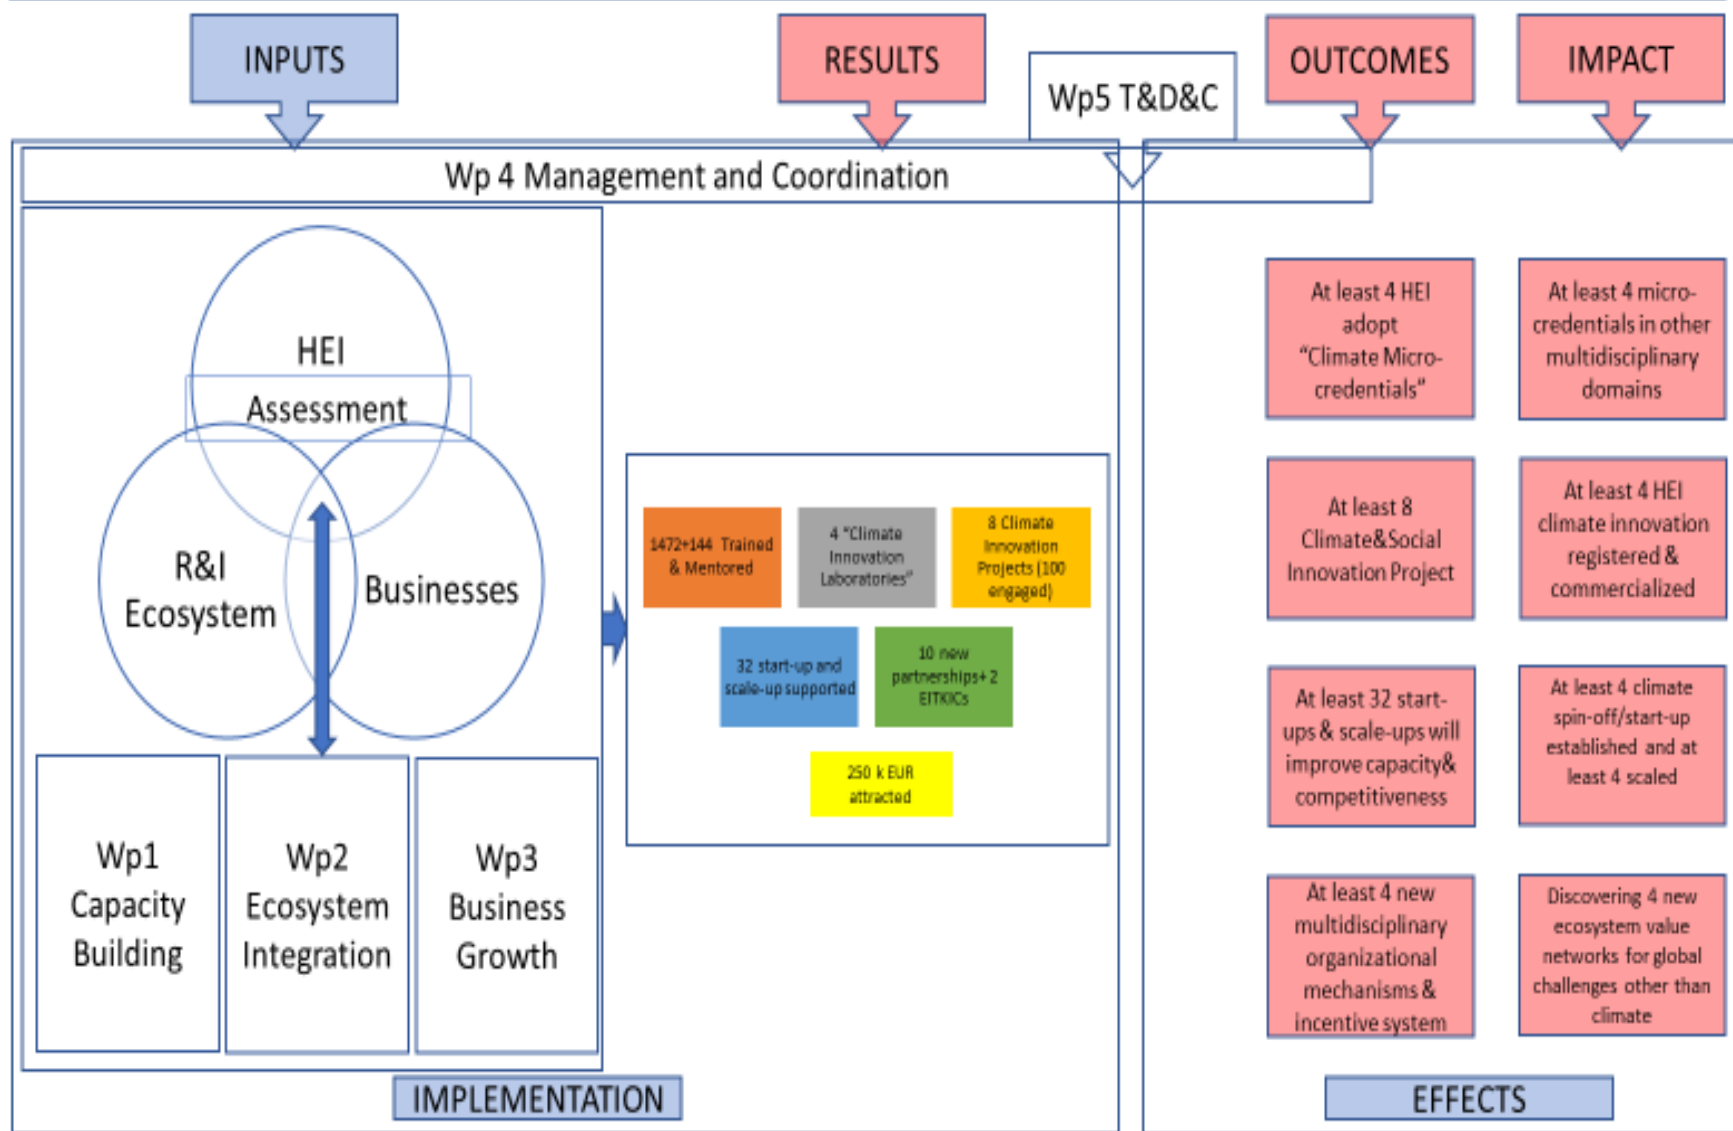 INPUTS
RESULTS
Wp5 T&D&C
OUTCOMES
IMPACT
Wp 4 Management and Coordination
HEI
Assessment
R&I
Ecosystem
Businesses
Wp1
Capacity
Building
Wp2
Ecosystem
Integration
Wp3
Business
Growth
1472+144 Trained
& Mentored
4 “Climate
Innovation
Laboratories”
8 Climate
Innovation
Projects (100
engaged)
32 start-up and
scale-up supported
10 new
partnerships+ 2
EITKICs
250 k EUR
attracted
At least 4 HEI
adopt
“Climate Micro-
credentials”
At least 4 micro-
credentials in other
multidisciplinary
domains
At least 8
Climate&Social
Innovation Project
At least 4 HEI
climate innovation
registered &
commercialized
At least 32 start-
ups & scale-ups will
improve capacity&
competitiveness
At least 4 climate
spin-off/start-up
established and at
least 4 scaled
At least 4 new
multidisciplinary
organizational
mechanisms &
incentive system
Discovering 4 new
ecosystem value
networks for global
challenges other than
climate
IMPLEMENTATION
EFFECTS